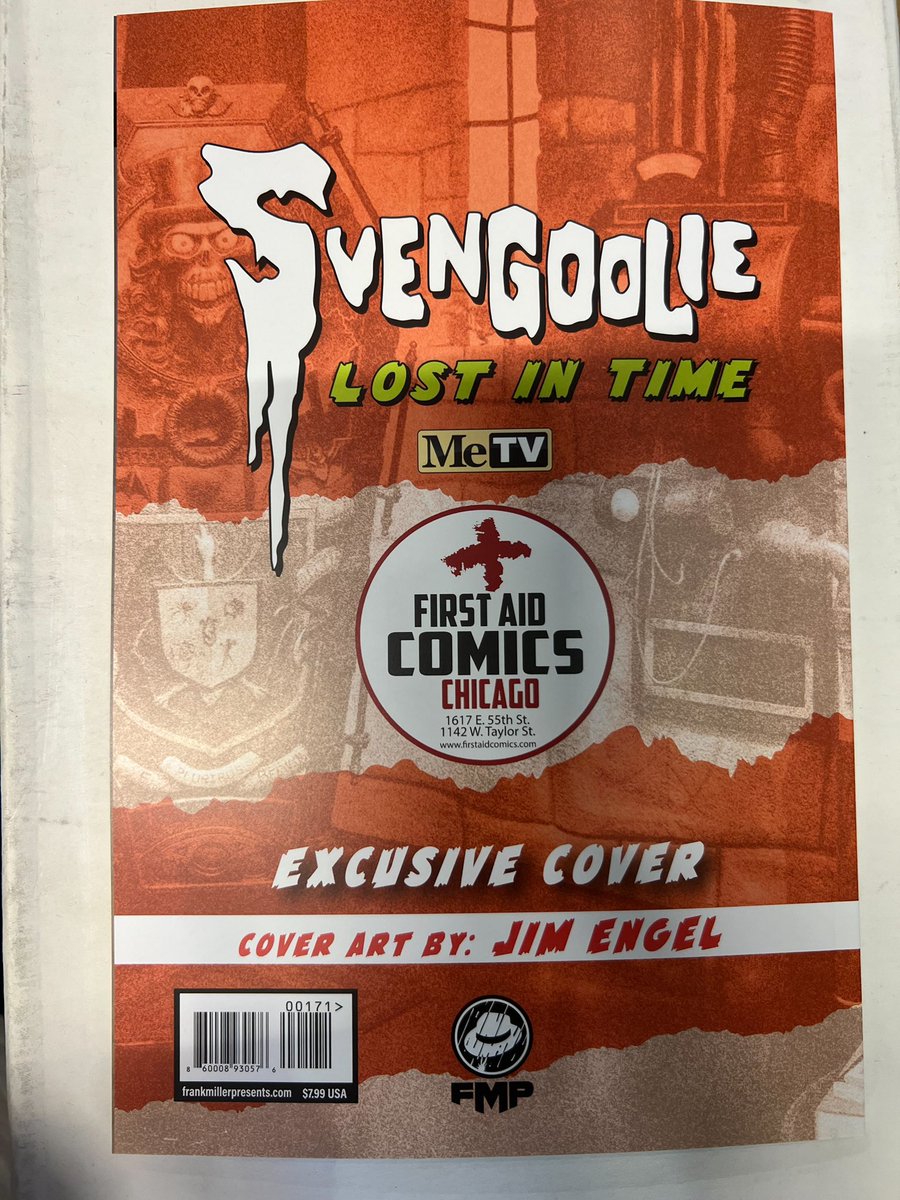 SVENGOOLIE
LOST IN TIME
MeTV
FIRST AID
COMICS
CHICAGO
1617 E. 55th St.
1142 W. Taylor St.
www.firstaidcomics.com
EXCUSIVE COVER
COVER ART BY: JIM ENGEL
00171>
8 60008 93057 6
frankmillerpresents.com $7.99 USA
FMP